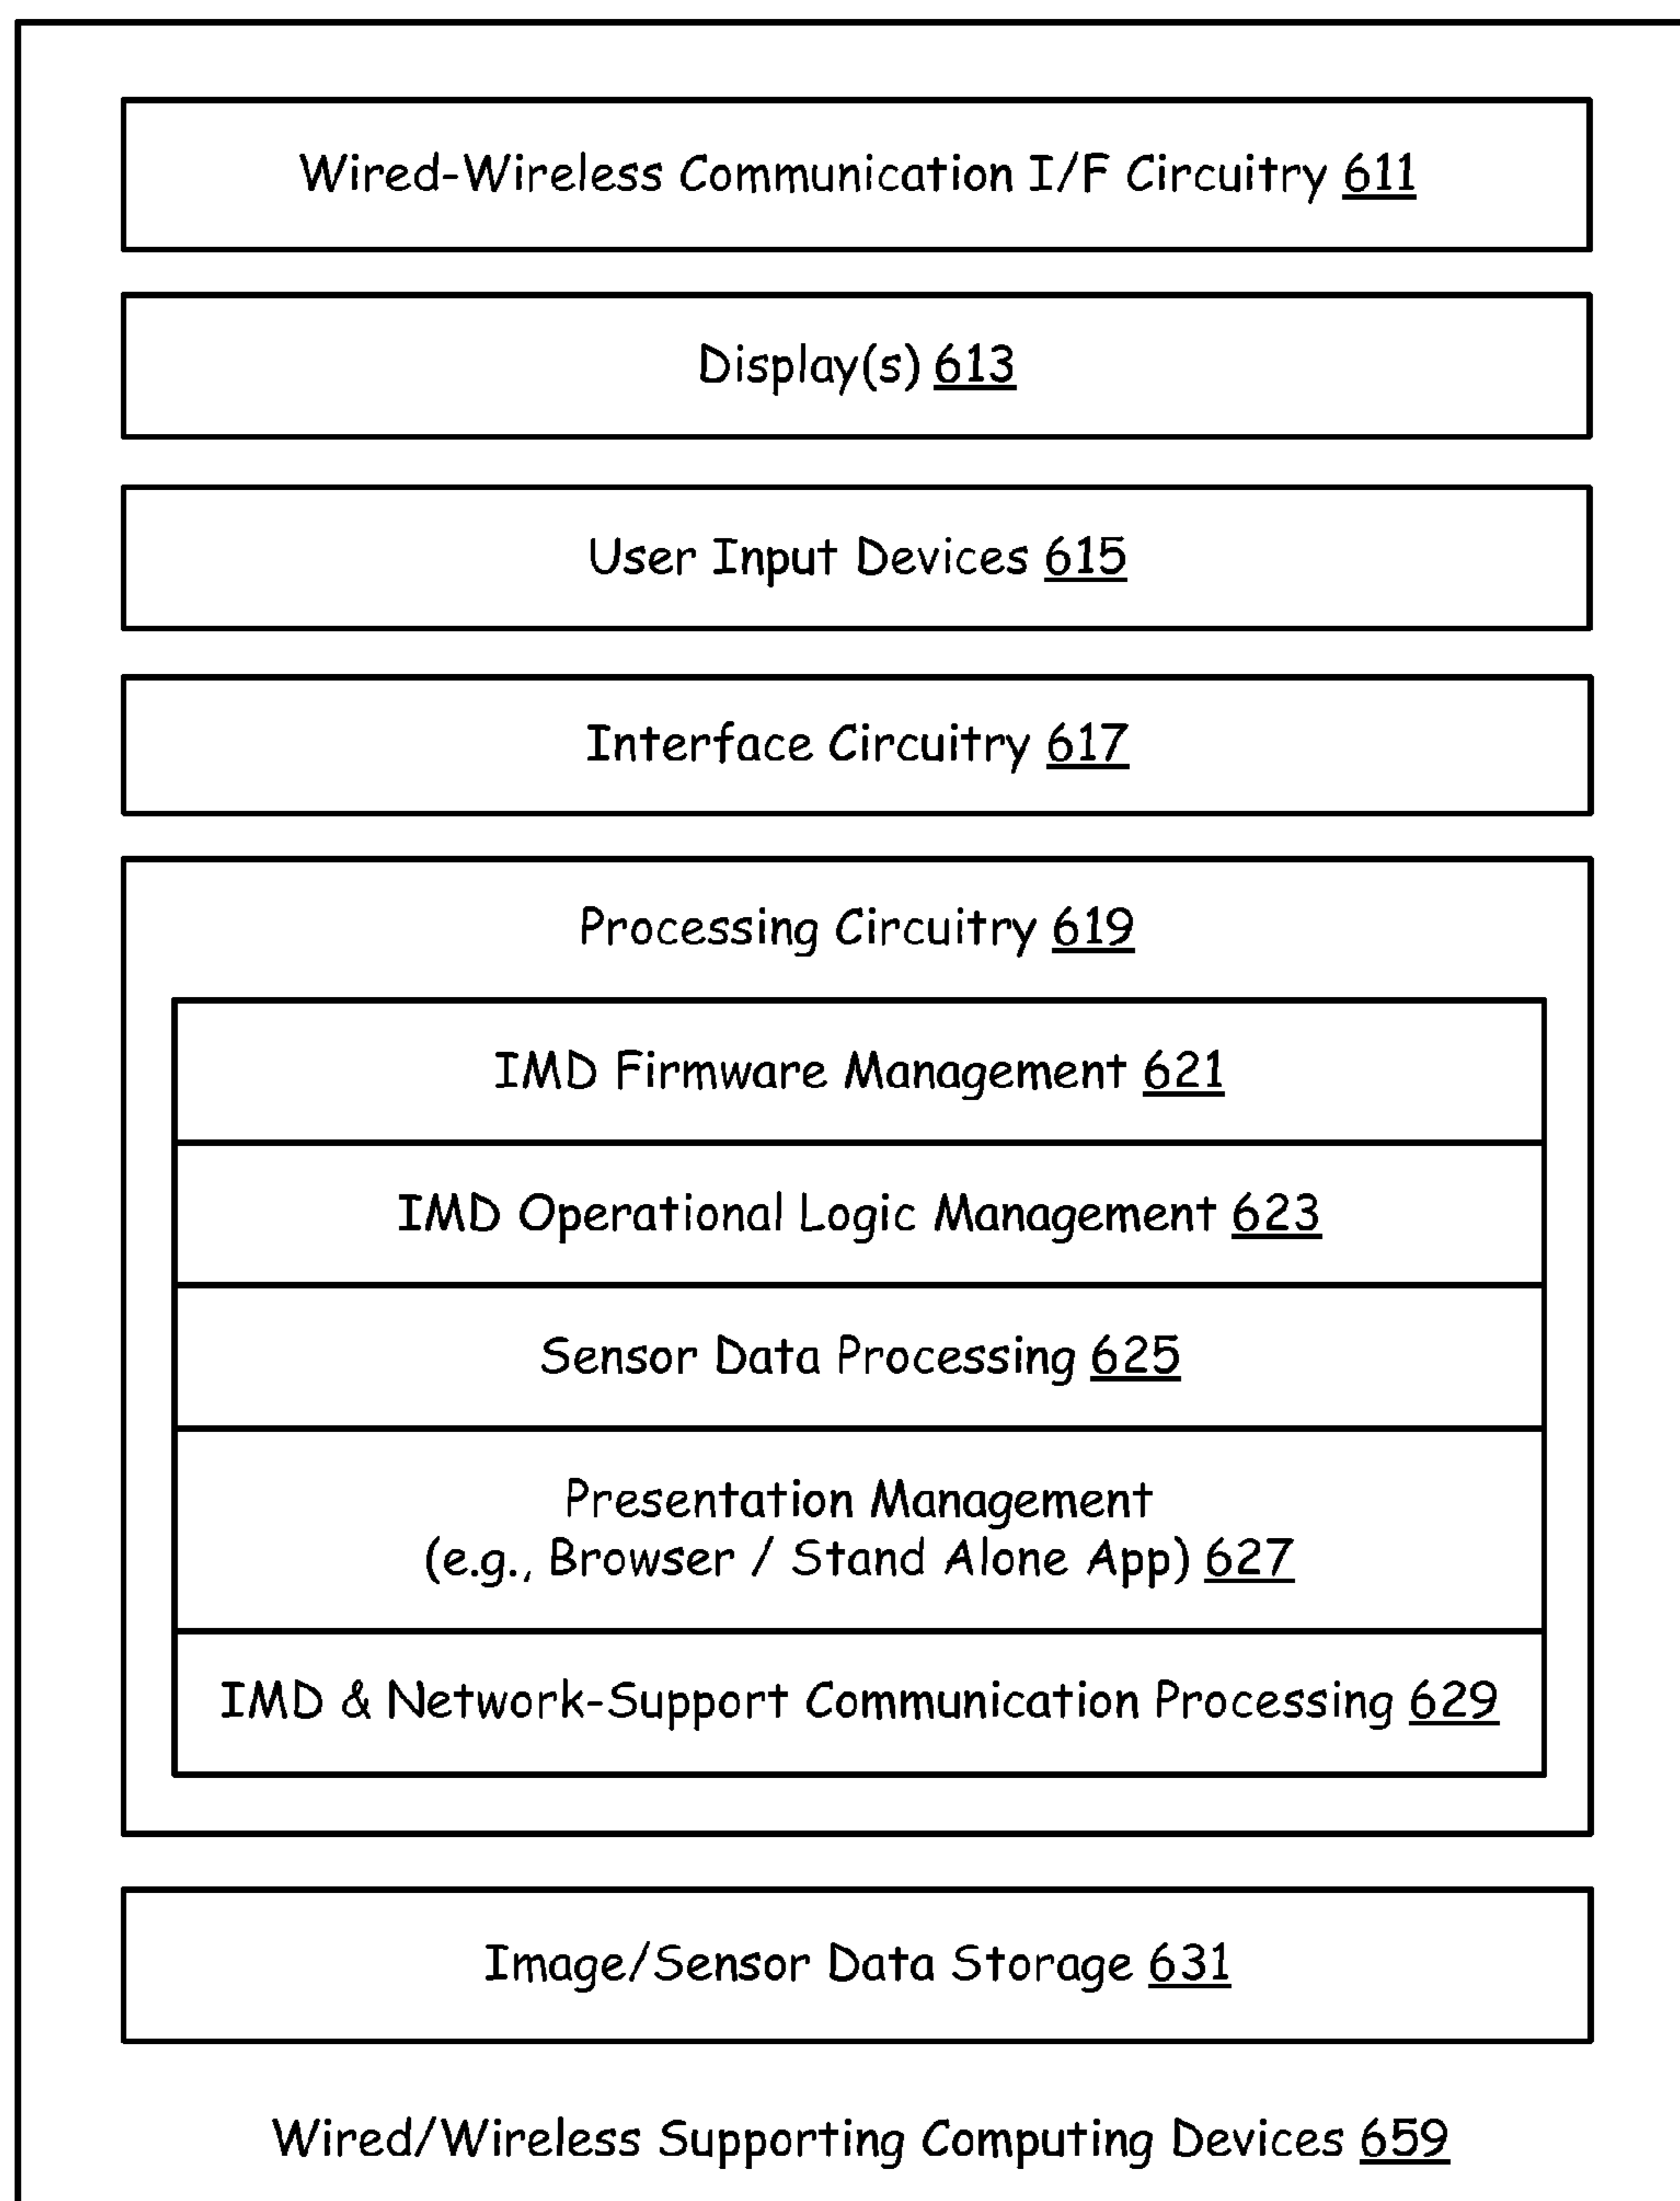 Wired-Wireless Communication I/F Circuitry 611
Display(s) 613
User Input Devices 615
Interface Circuitry 617
Processing Circuitry 619
IMD Firmware Management 621
IMD Operational Logic Management 623
Sensor Data Processing 625
Presentation Management
(e.g., Browser / Stand Alone App) 627
IMD & Network-Support Communication Processing 629
Image/Sensor Data Storage 631
Wired/Wireless Supporting Computing Devices 659